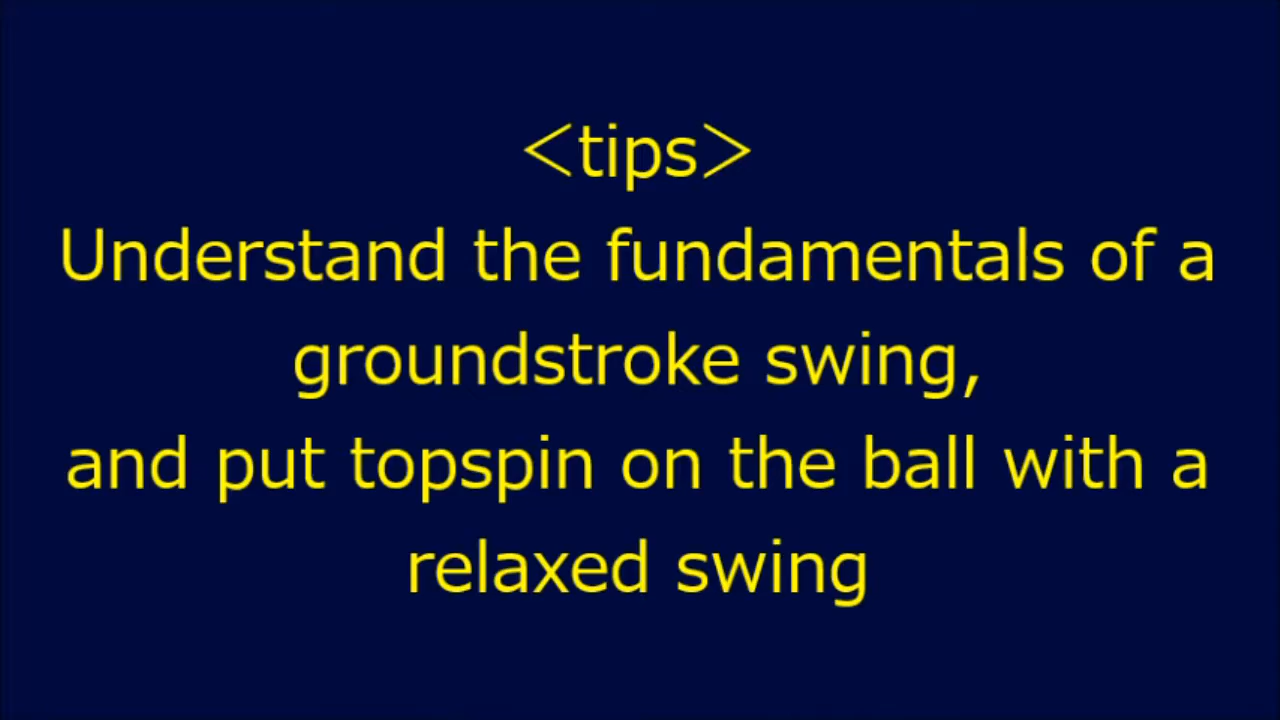 ＜tips＞
Understand the fundamentals of a
groundstroke swing,
and put topspin on the ball with a
relaxed swing